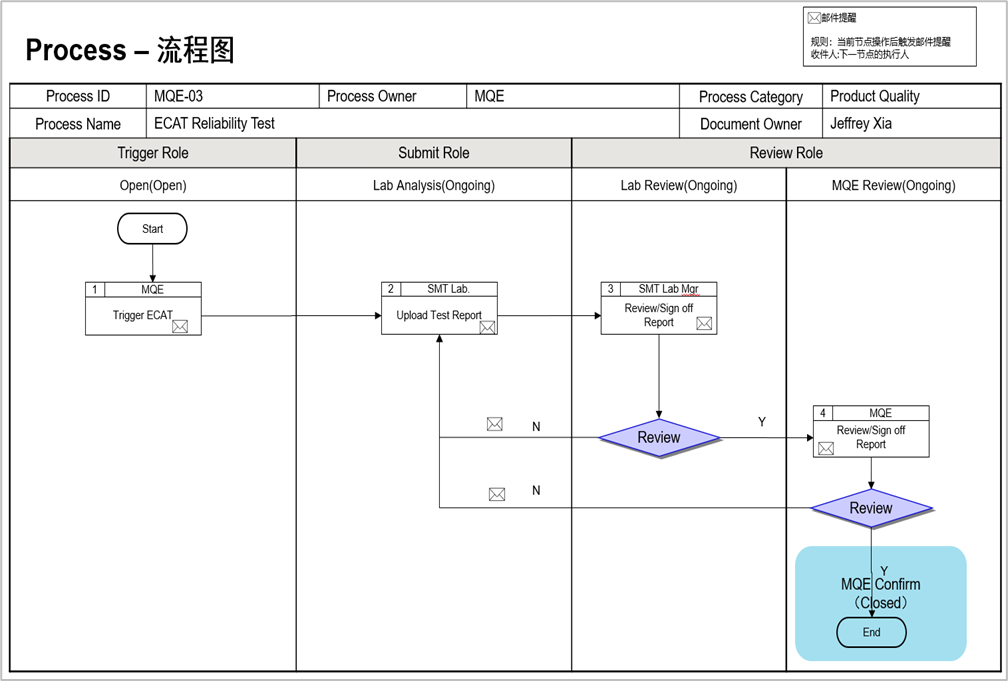 Process – 流程图
邮件提醒
规则：当前节点操作后触发邮件提醒
收件人:下一节点的执行人
Process ID
MQE-03
Process Owner
MQE
Process Category
Product Quality
Process Name
ECAT Reliability Test
Document Owner
Jeffrey Xia
Trigger Role
Submit Role
Review Role
Open(Open)
Lab Analysis(Ongoing)
Lab Review(Ongoing)
MQE Review(Ongoing)
Start
1
MQE
Trigger ECAT
2
SMT Lab.
Upload Test Report
3
SMT Lab Mgr
Review/Sign off
Report
N
Review
Y
4
MQE
Review/Sign off
Report
N
Review
Y
MQE Confirm
（Closed）
End